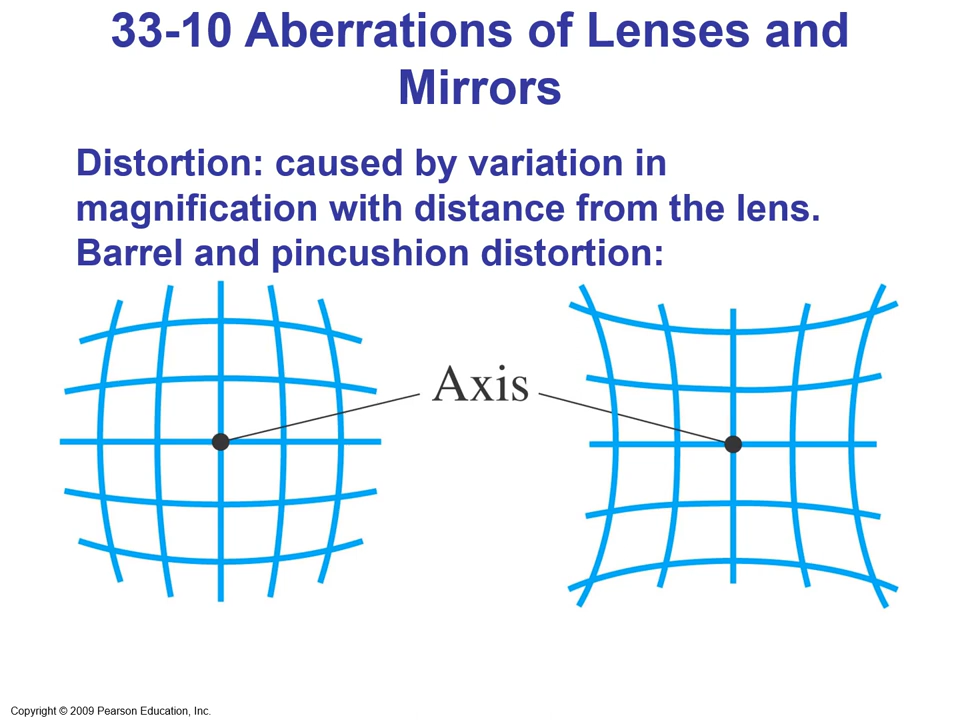 33-10 Aberrations of Lenses and
Mirrors
Distortion: caused by variation in
magnification with distance from the lens.
Barrel and pincushion distortion:
Axis
Copyright © 2009 Pearson Education, Inc.